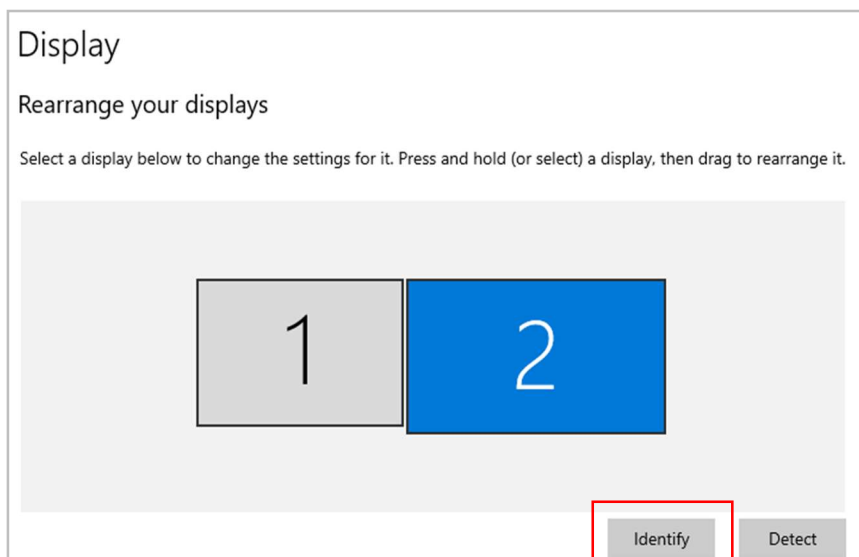 Display
Rearrange your displays
Select a display below to change the settings for it. Press and hold (or select) a display, then drag to rearrange it.
1
2
Identify
Detect